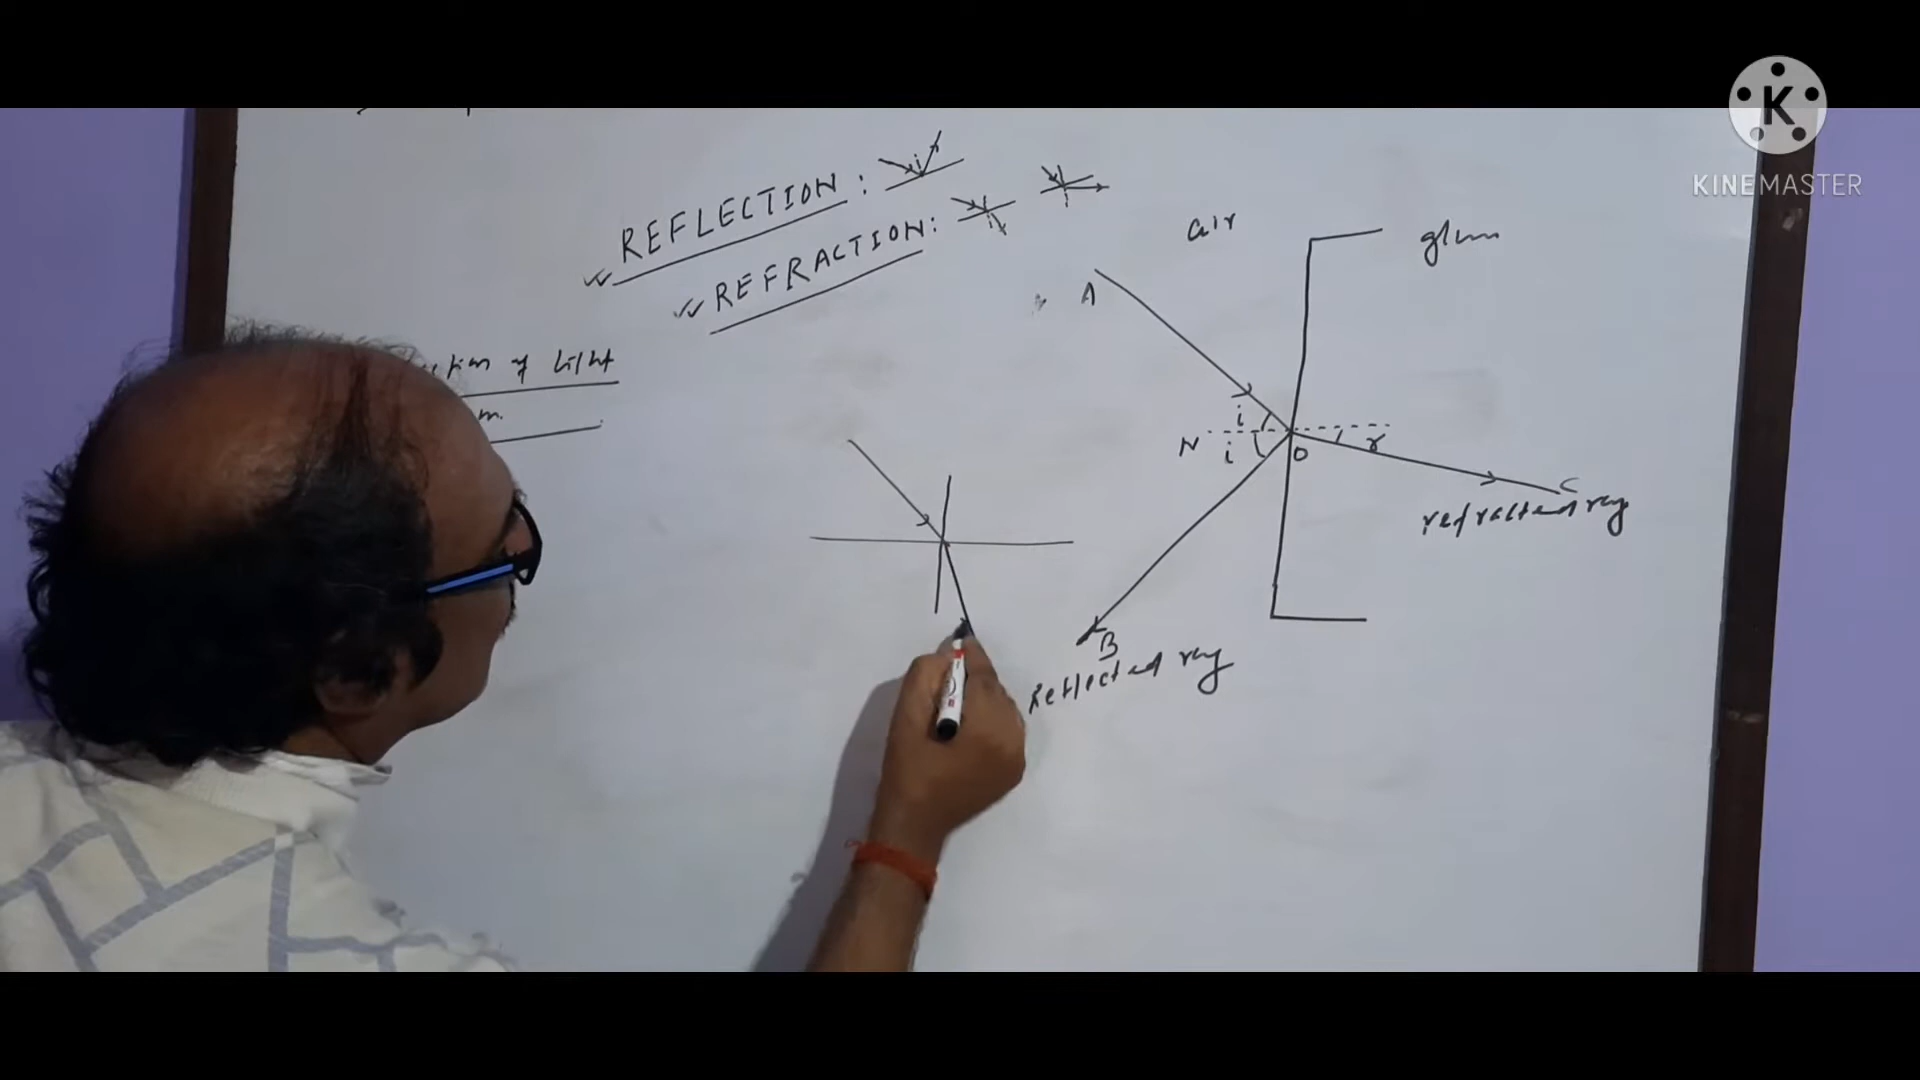 REFLECTION :
REFRACTION :
of Light
air
glass
A
i
N
i
O
r
C
refracted ray
B
Reflected ray
K
KINEMASTER